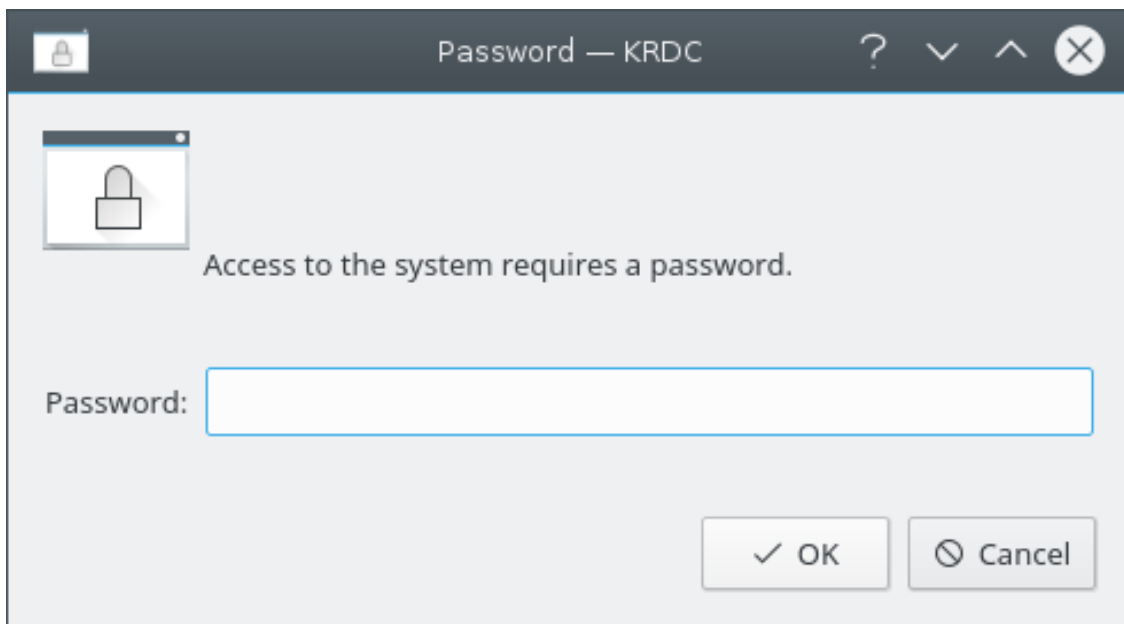 Password — KRDC
Access to the system requires a password.
Password:
OK
Cancel